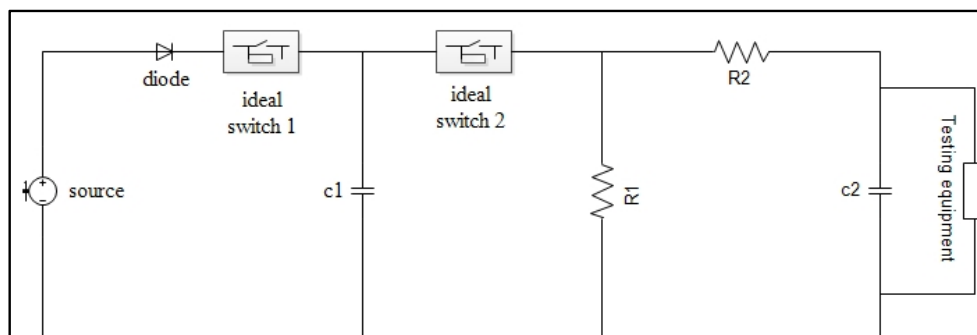 diode
ideal
switch 1
ideal
switch 2
R2
source
c1
R1
c2
Testing equipment